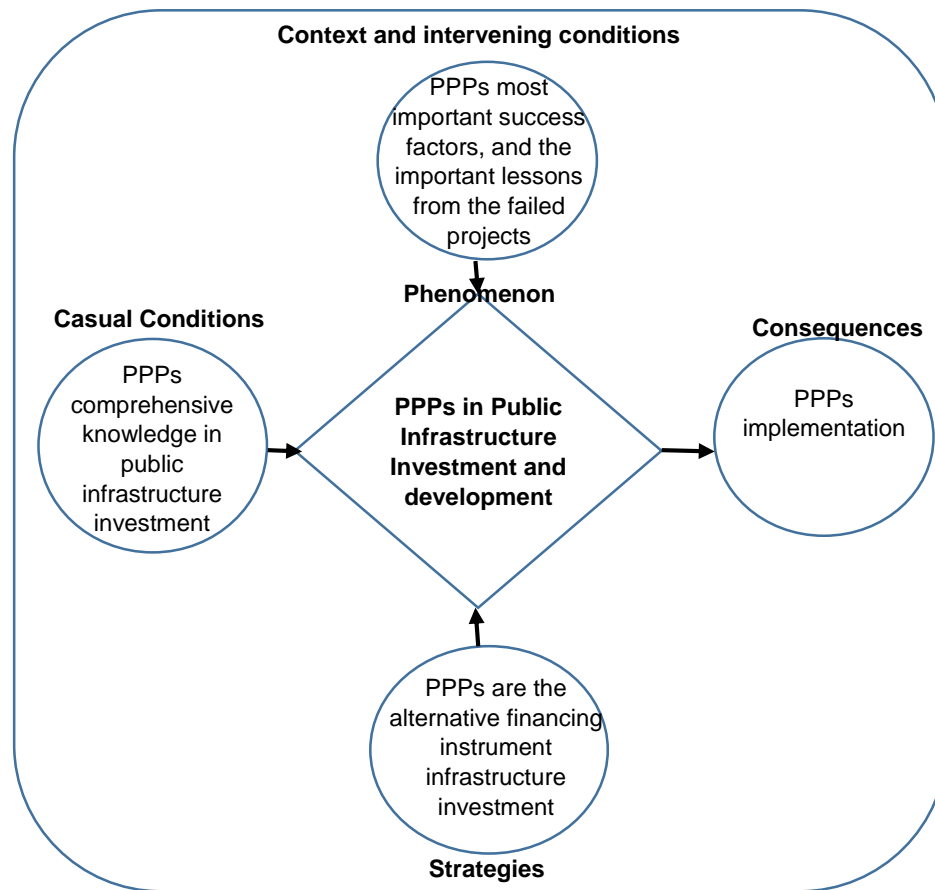 Context and intervening conditions
PPPs most
important success
factors, and the
important lessons
from the failed
projects
Phenomenon
Casual Conditions
PPPs
comprehensive
knowledge in
public
infrastructure
investment
PPPs in Public
Infrastructure
Investment and
development
Consequences
PPPs
implementation
PPPs are the
alternative financing
instrument
infrastructure
investment
Strategies